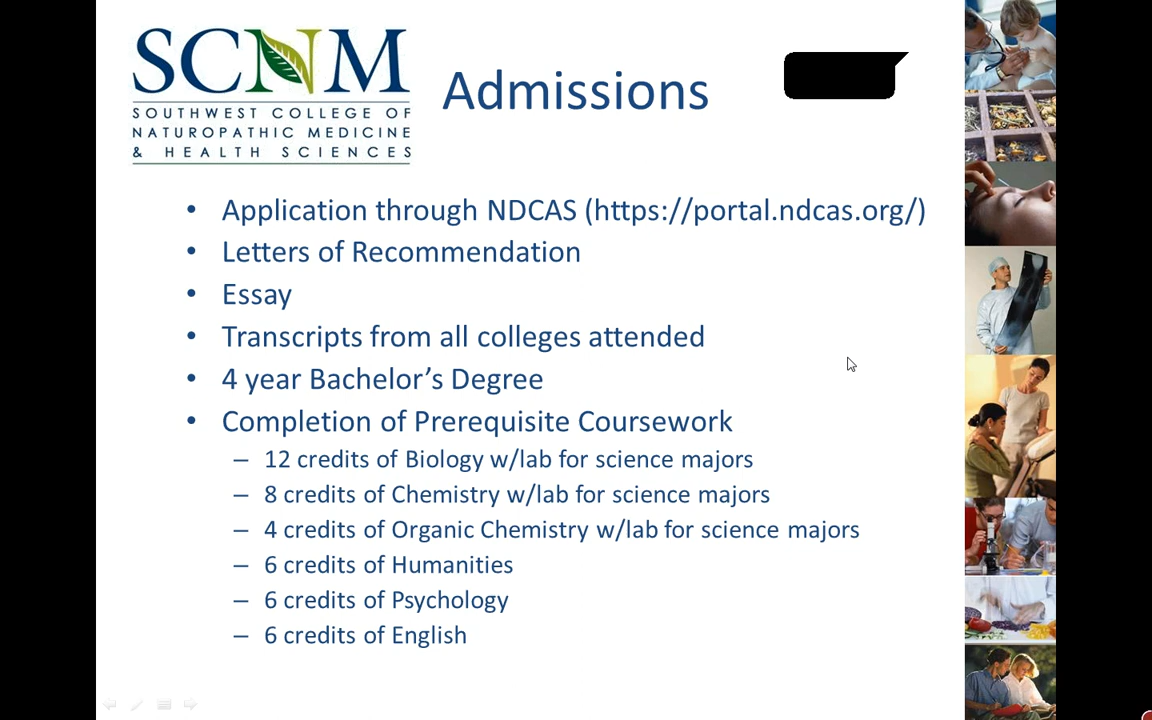 SCNM
SOUTHWEST COLLEGE OF
NATUROPATHIC MEDICINE
& HEALTH SCIENCES
Admissions
• Application through NDCAS (https://portal.ndcas.org/)
• Letters of Recommendation
• Essay
• Transcripts from all colleges attended
• 4 year Bachelor’s Degree
• Completion of Prerequisite Coursework
– 12 credits of Biology w/lab for science majors
– 8 credits of Chemistry w/lab for science majors
– 4 credits of Organic Chemistry w/lab for science majors
– 6 credits of Humanities
– 6 credits of Psychology
– 6 credits of English